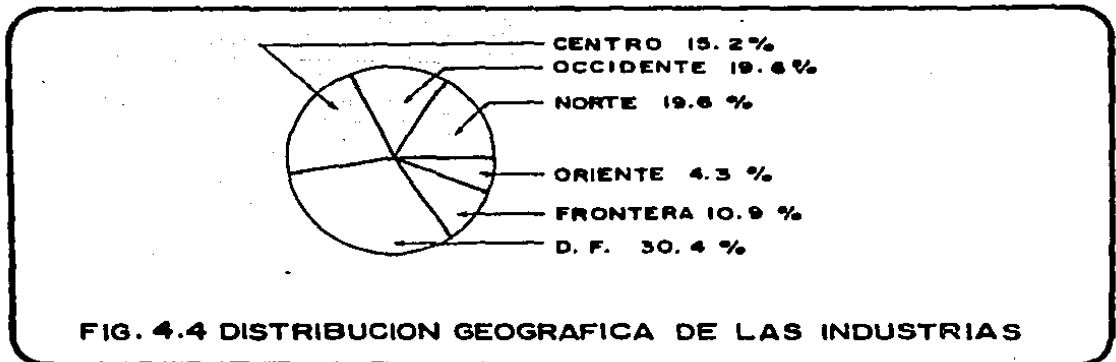 CENTRO 15.2%
OCCIDENTE 19.6%
NORTE 19.6 %
ORIENTE 4.3 %
FRONTERA 10.9 %
D. F. 30.4 %
FIG. 4.4 DISTRIBUCION GEOGRAFICA DE LAS INDUSTRIAS